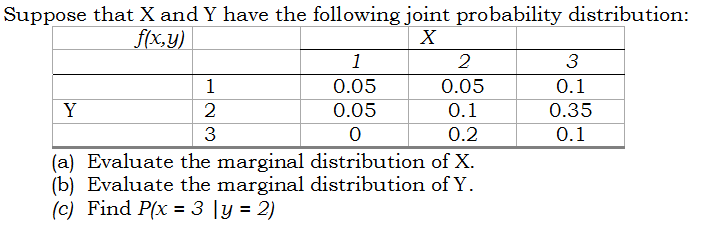 Suppose that X and Y have the following joint probability distribution:
f(x,y) X
1 2 3
1 0.05 0.05 0.1
Y 2 0.05 0.1 0.35
3 0 0.2 0.1
(a) Evaluate the marginal distribution of X.
(b) Evaluate the marginal distribution of Y.
(c) Find P(x = 3 |y = 2)